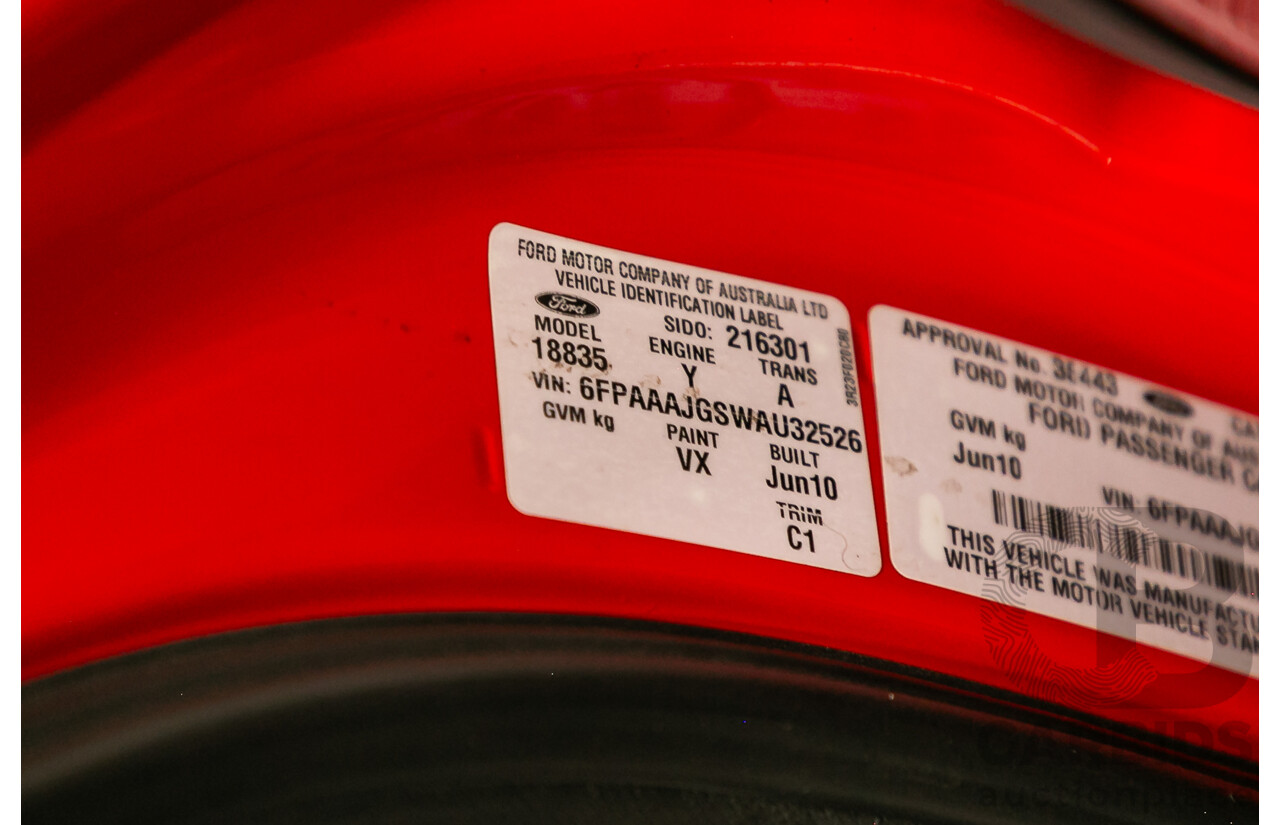 FORD MOTOR COMPANY OF AUSTRALIA LTD
VEHICLE IDENTIFICATION LABEL
Ford
SIDO: 216301
MODEL ENGINE TRANS
18835 Y A
VIN: 6FPAAAJGSWAU32526
GVM kg PAINT BUILT
VX Jun10
TRIM
C1
3R23F020C80
APPROVAL No.
FORD MOTOR COMPANY OF AUS
FORD PASSENGER
GVM kg
Jun10
VIN: 6FPAAAJG
THIS VEHICLE WAS MANUFACTU
WITH THE MOTOR VEHICLE STAN